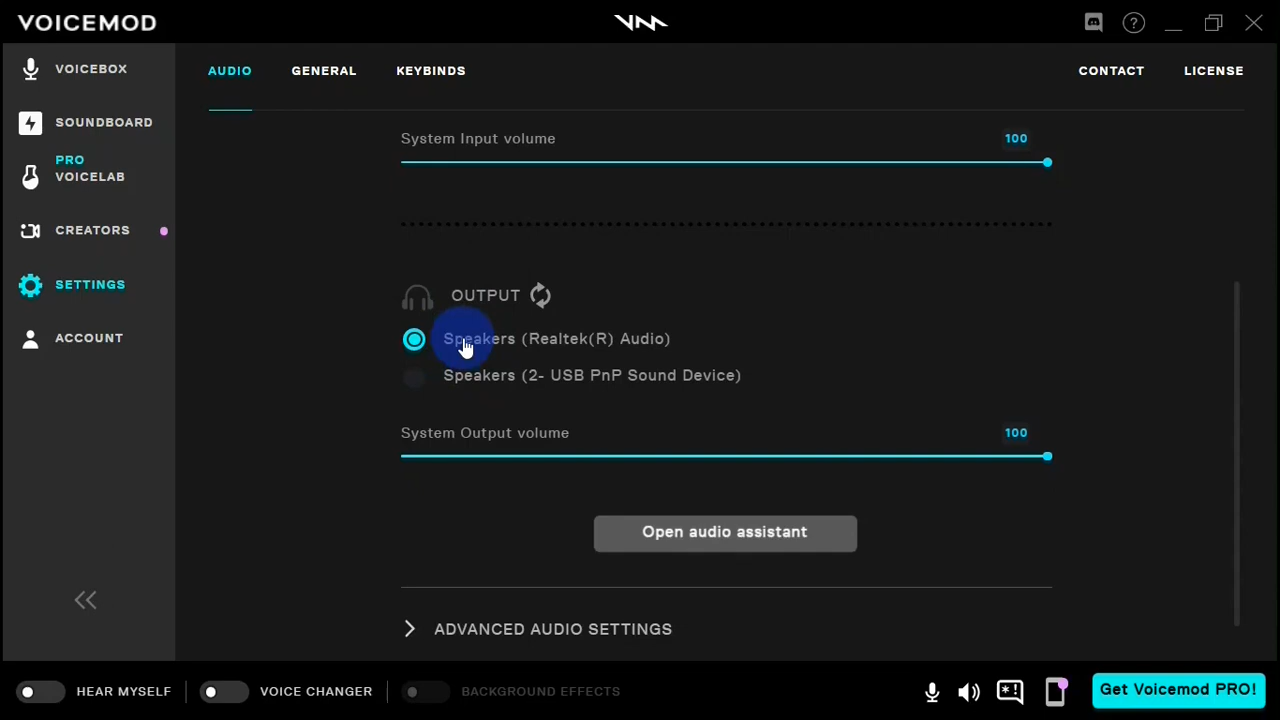 VOICEMOD
VOICEBOX
SOUNDBOARD
PRO
VOICELAB
CREATORS
SETTINGS
ACCOUNT
AUDIO GENERAL KEYBINDS CONTACT LICENSE
System Input volume 100
OUTPUT
Speakers (Realtek(R) Audio)
Speakers (2- USB PnP Sound Device)
System Output volume 100
Open audio assistant
ADVANCED AUDIO SETTINGS
HEAR MYSELF VOICE CHANGER BACKGROUND EFFECTS
Get Voicemod PRO!